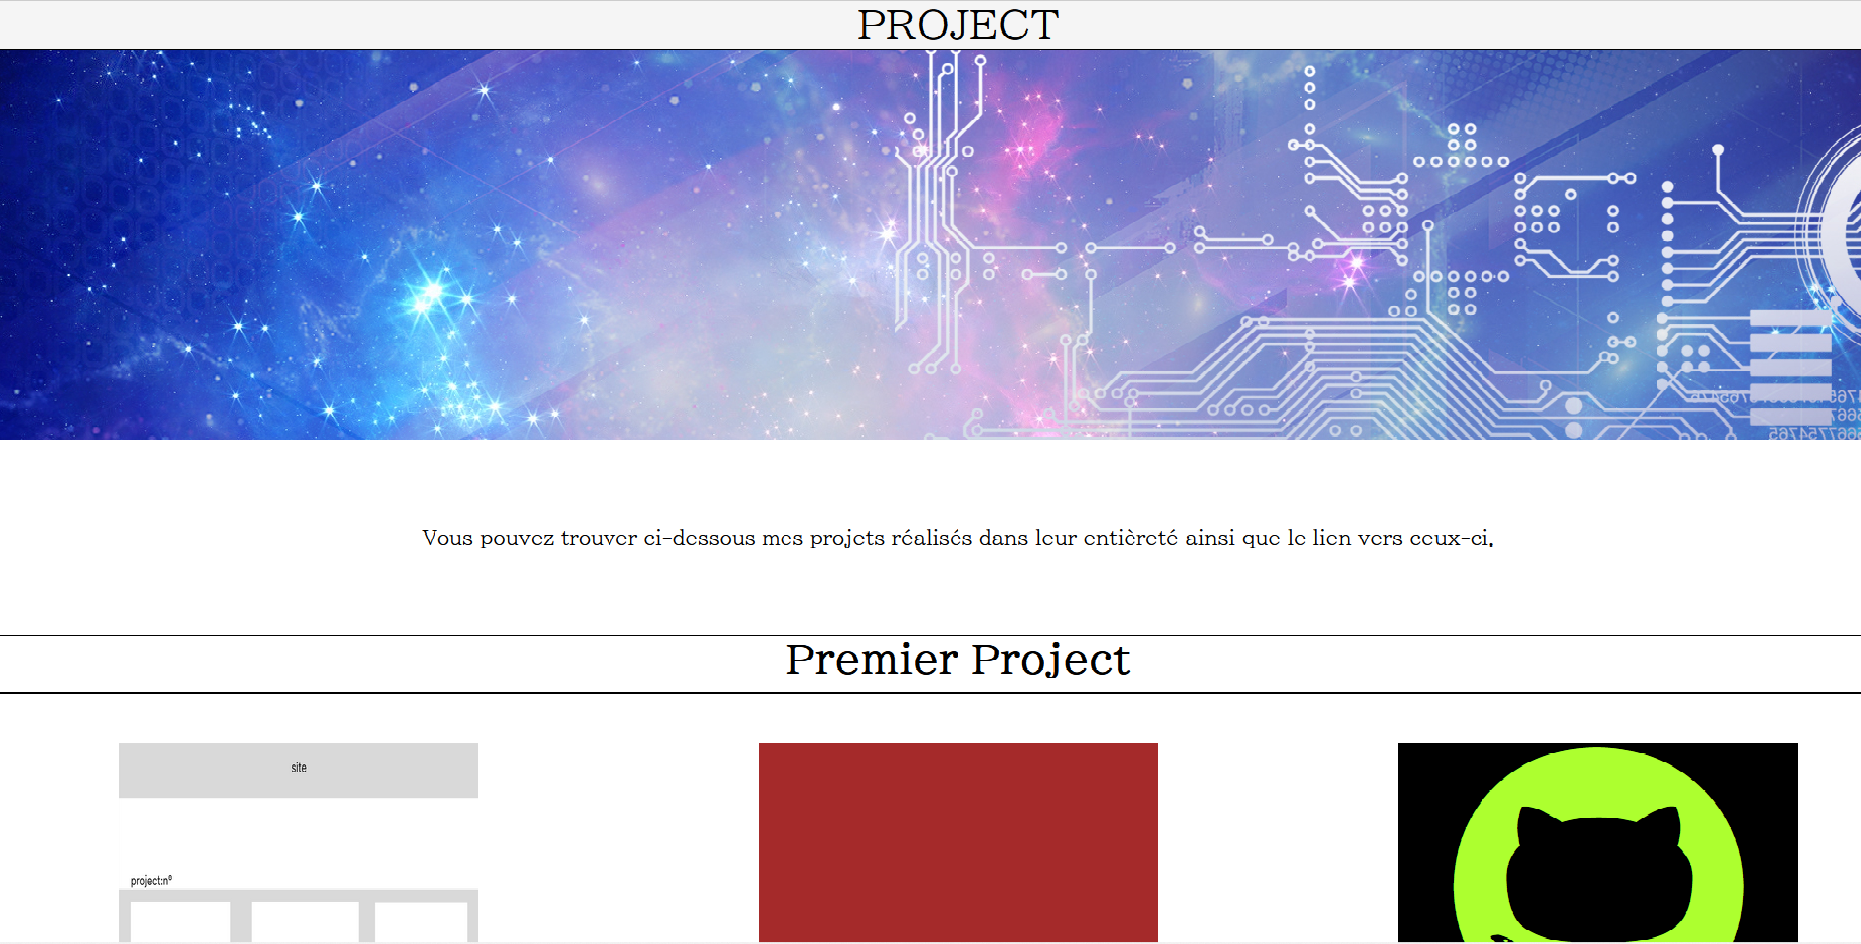 PROJECT
Vous pouvez trouver ci-dessous mes projets réalisés dans leur entièreté ainsi que le lien vers ceux-ci.
Premier Project
site
project:n°